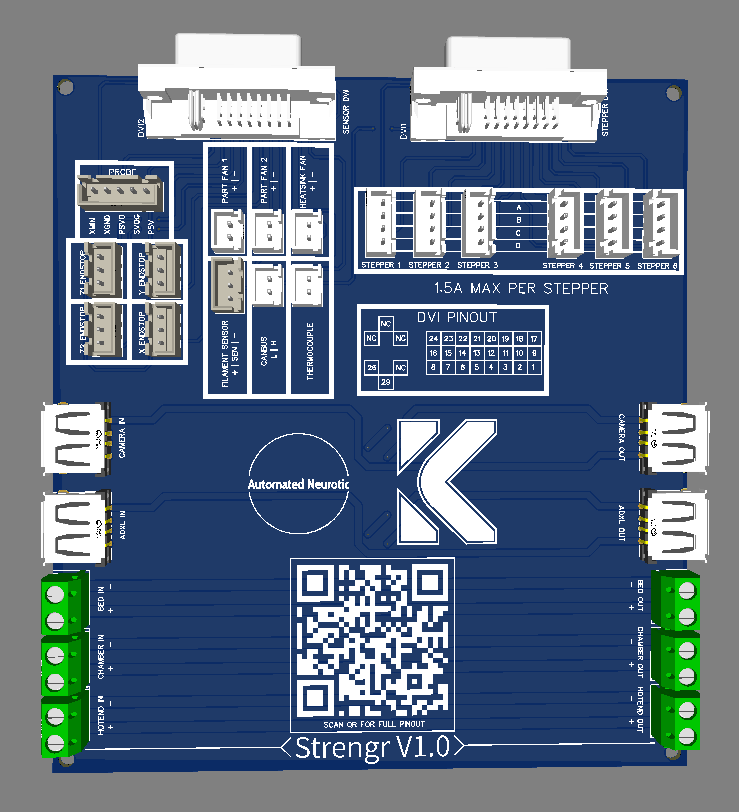 DVI2
SENSOR DVI
DVI1
STEPPER
PROBE
XMIN
XGND
PSVO
SVDG
PSV
PART FAN 1
+ | -
PART FAN 2
+ | -
HEATSINK FAN
+ | -
Z1 ENDSTOP
Y ENDSTOP
Z2 ENDSTOP
X ENDSTOP
FILAMENT SENSOR
+ | SEN | -
CANBUS
L | H
THERMOCOUPLE
A
B
C
D
STEPPER 1 STEPPER 2 STEPPER 3 STEPPER 4 STEPPER 5 STEPPER 6
1.5A MAX PER STEPPER
DVI PINOUT
NC
NC NC
26 NC
29
24 23 22 21 20 19 18 17
16 15 14 13 12 11 10 9
8 7 6 5 4 3 2 1
CAMERA IN
CAMERA OUT
Automated Neurotic
ADXL IN
ADXL OUT
BED IN
- +
BED OUT
- +
CHAMBER IN
- +
CHAMBER OUT
- +
HOTEND IN
- +
HOTEND OUT
- +
SCAN QR FOR FULL PINOUT
Strengr V1.0